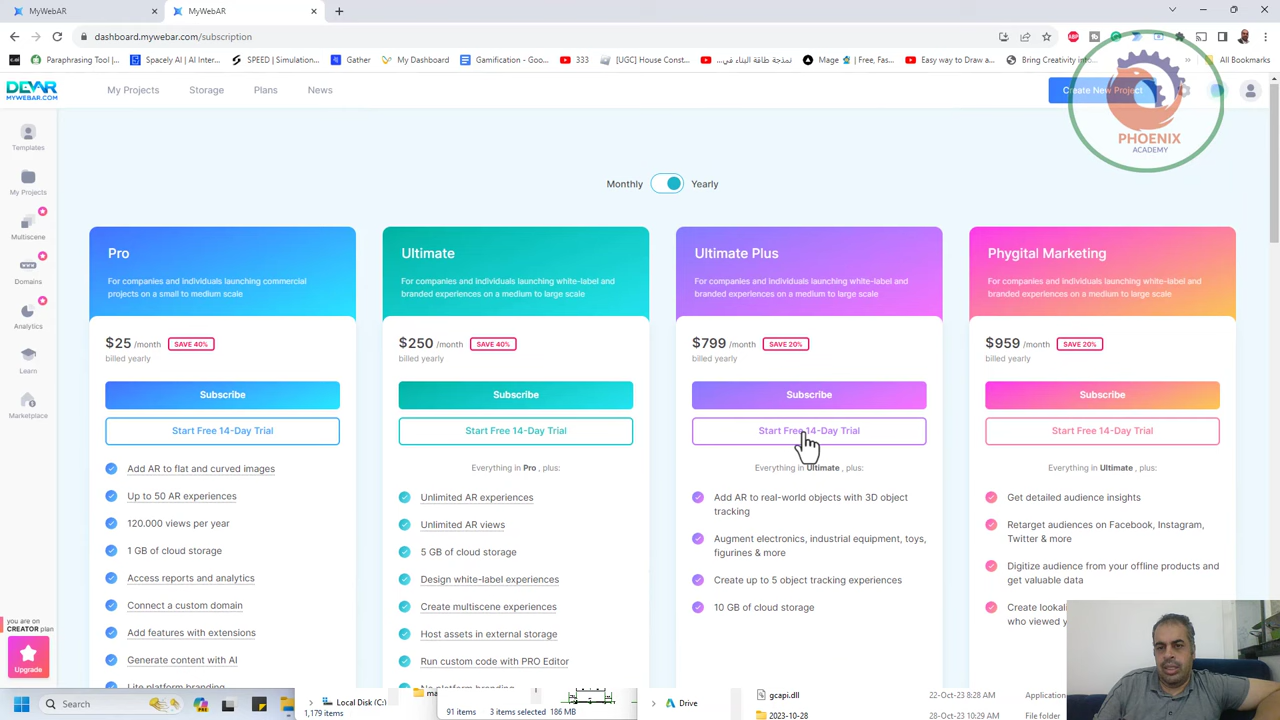 MyWebAR
MyWebAR
dashboard.mywebar.com/subscription
Paraphrasing Tool |
Spacely AI | AI Inter...
SPEED | Simulation...
Gather
My Dashboard
Gamification - Goo...
333
[UGC] House Const...
نمذجة طاقة الباني...
Mage | Free, Fas...
Easy way to Draw a...
Bring Creativity into...
»
All Bookmarks
DEVAR
MYWEBAR.COM
My Projects
Storage
Plans
News
Create New Project
PHOENIX
ACADEMY
Templates
My Projects
Multiscene
Domains
Analytics
Learn
Marketplace
you are on
CREATOR plan
Upgrade
Monthly
Yearly
Pro
For companies and individuals launching commercial
projects on a small to medium scale
$25 /month SAVE 40%
billed yearly
Subscribe
Start Free 14-Day Trial
Add AR to flat and curved images
Up to 50 AR experiences
120.000 views per year
1 GB of cloud storage
Access reports and analytics
Connect a custom domain
Add features with extensions
Generate content with AI
Lite platform branding
Ultimate
For companies and individuals launching white-label and
branded experiences on a medium to large scale
$250 /month SAVE 40%
billed yearly
Subscribe
Start Free 14-Day Trial
Everything in Pro , plus:
Unlimited AR experiences
Unlimited AR views
5 GB of cloud storage
Design white-label experiences
Create multiscene experiences
Host assets in external storage
Run custom code with PRO Editor
No platform branding
Ultimate Plus
For companies and individuals launching white-label and
branded experiences on a medium to large scale
$799 /month SAVE 20%
billed yearly
Subscribe
Start Free 14-Day Trial
Everything in Ultimate , plus:
Add AR to real-world objects with 3D object
tracking
Augment electronics, industrial equipment, toys,
figurines & more
Create up to 5 object tracking experiences
10 GB of cloud storage
Phygital Marketing
For companies and individuals launching white-label and
branded experiences on a medium to large scale
$959 /month SAVE 20%
billed yearly
Subscribe
Start Free 14-Day Trial
Everything in Ultimate , plus:
Get detailed audience insights
Retarget audiences on Facebook, Instagram,
Twitter & more
Digitize audience from your offline products and
get valuable data
Create lookali
who viewed y
Search
Local Disk (C:)
1,179 items
ma
91 items 3 items selected 186 MB
Drive
gcapi.dll
22-Oct-23 8:28 AM
Application
2023-10-28
28-Oct-23 10:29 AM
File folder